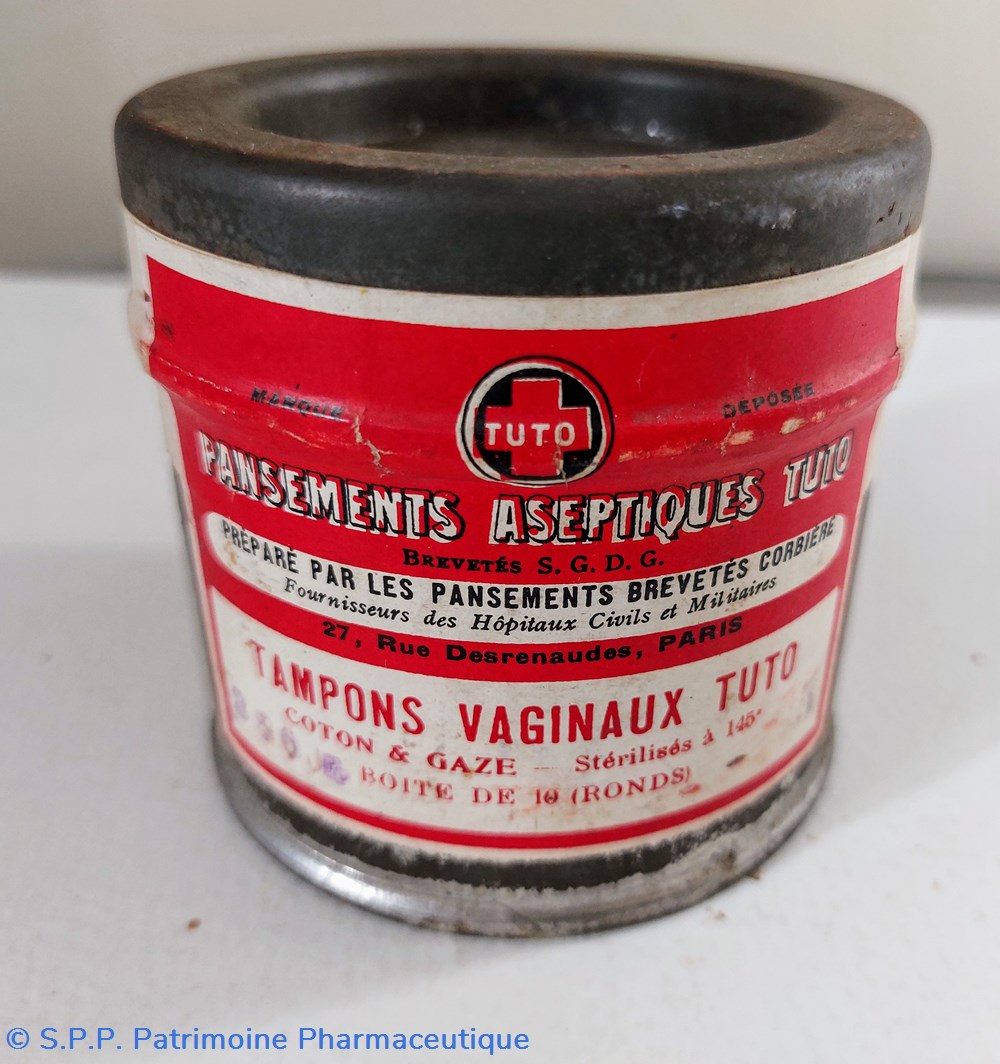 MARQUE TUTO DEPOSÉE
PANSEMENTS ASEPTIQUES TUTO
BREVETÉS S. G. D. G.
PRÉPARÉ PAR LES PANSEMENTS BREVETÉS CORBIÈRE
Fournisseurs des Hôpitaux Civils et Militaires
27, Rue Desrenaudes, PARIS
TAMPONS VAGINAUX TUTO
COTON & GAZE — Stérilisés à 145°
BOITE DE 10 (RONDS)
© S.P.P. Patrimoine Pharmaceutique